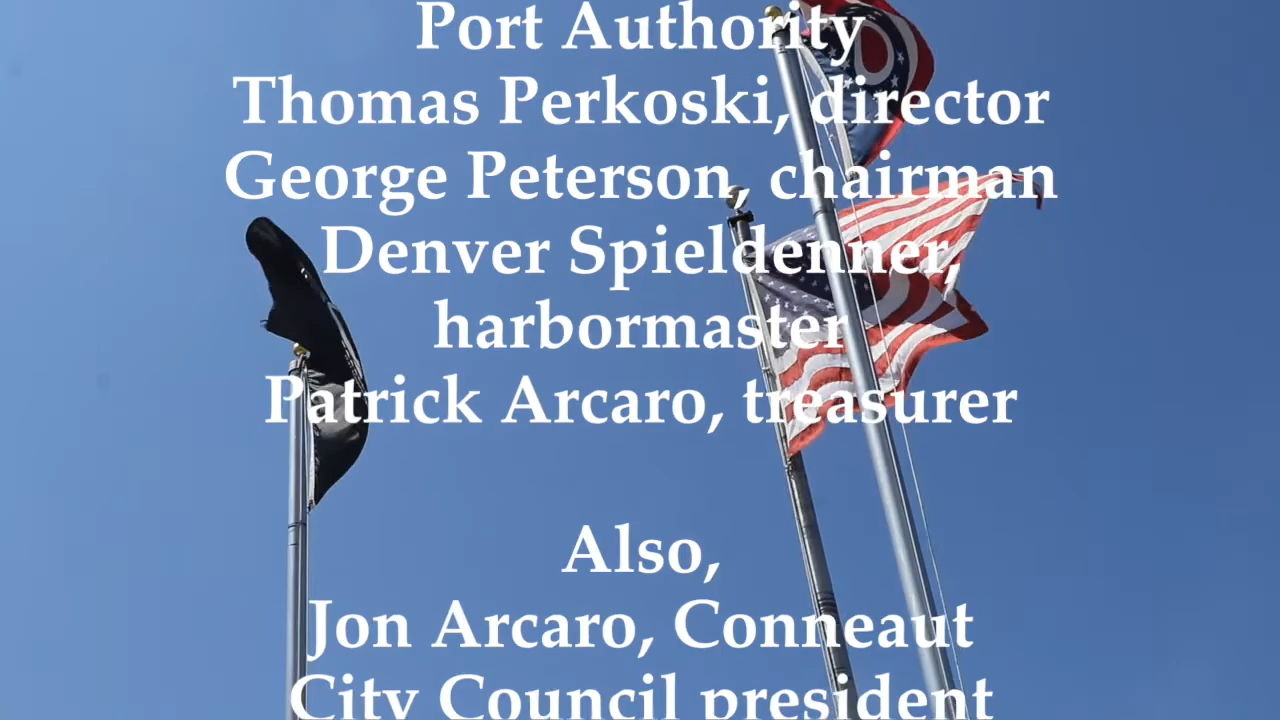 Port Authority
Thomas Perkoski, director
George Peterson, chairman
Denver Spieldenner,
harbormaster
Patrick Arcaro, treasurer
Also,
Jon Arcaro, Conneaut
City Council president